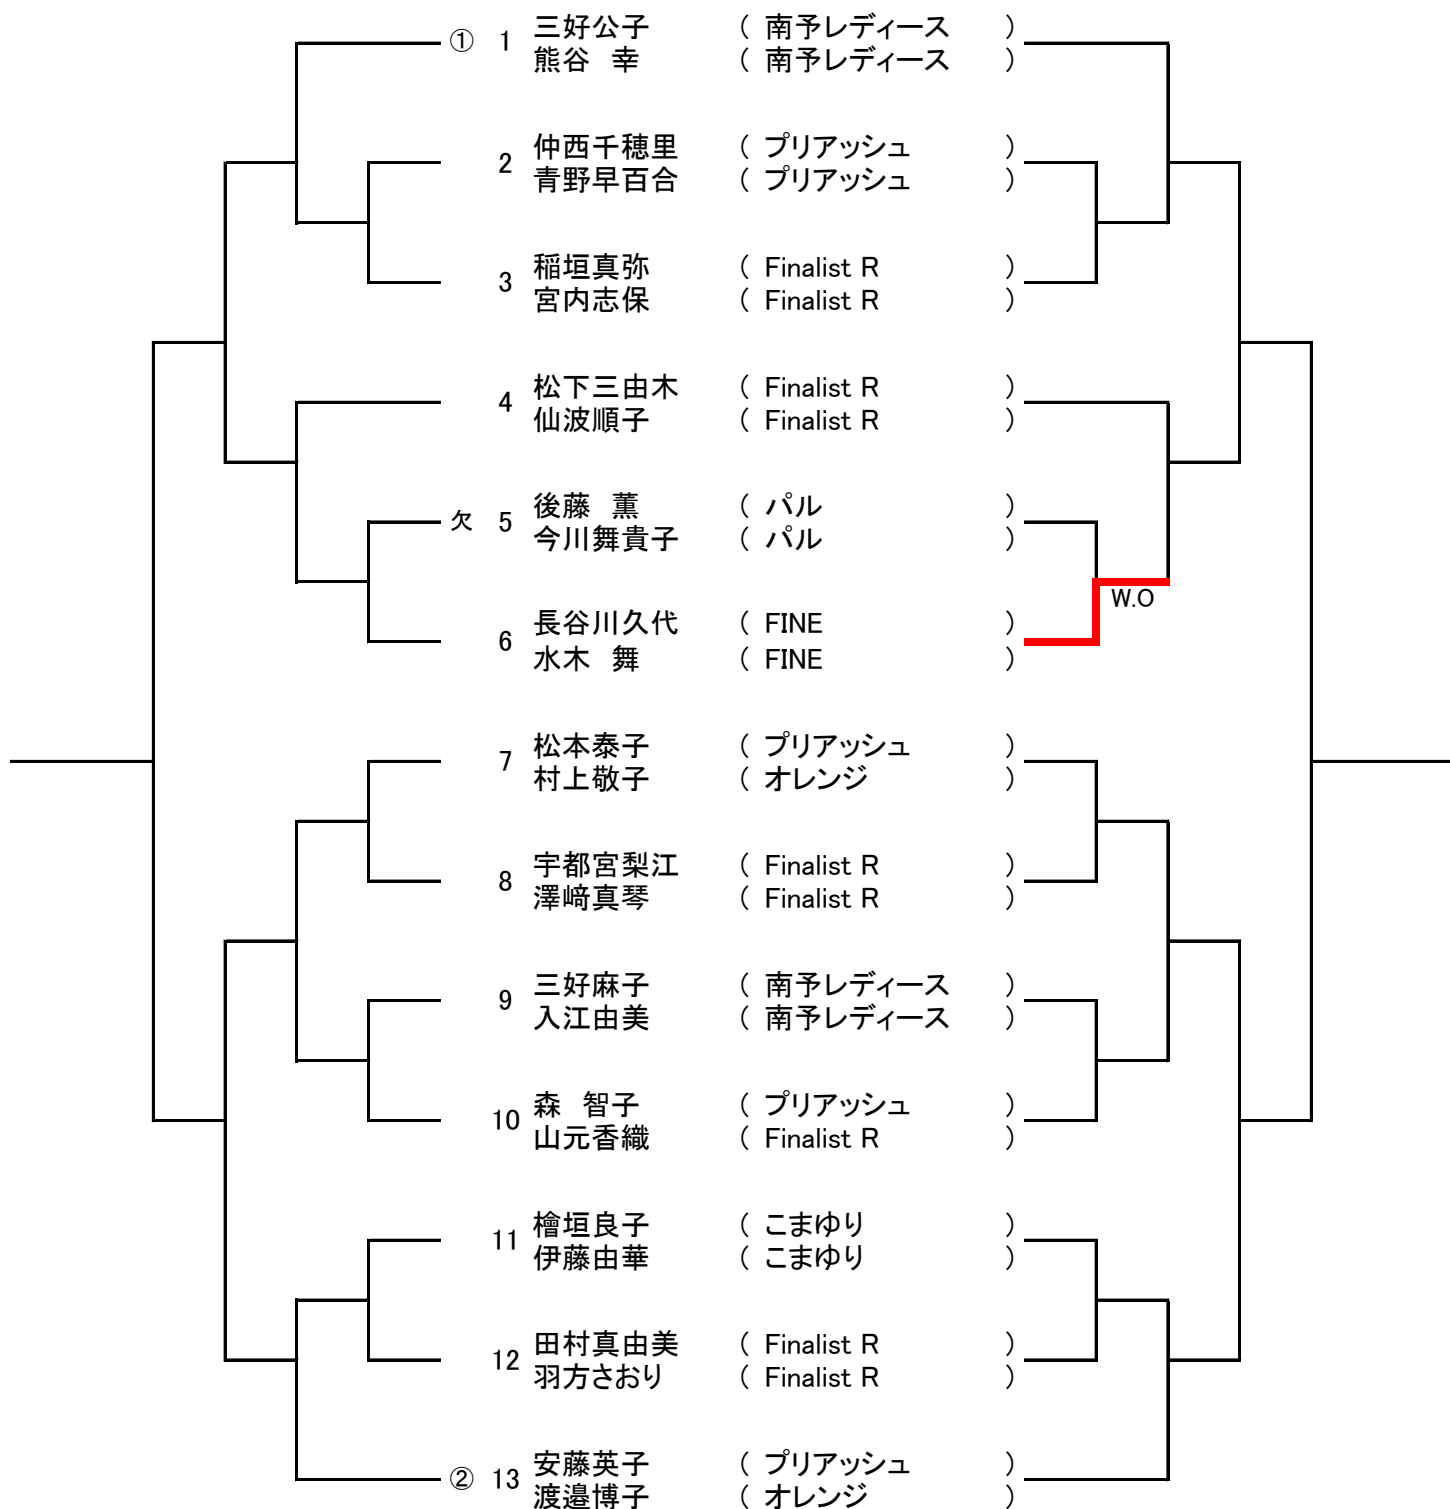 ① 1 三好公子 ( 南予レディース )
熊谷 幸 ( 南予レディース )
2 仲西千穂里 ( プリアッシュ )
青野早百合 ( プリアッシュ )
3 稲垣真弥 ( Finalist R )
宮内志保 ( Finalist R )
4 松下三由木 ( Finalist R )
仙波順子 ( Finalist R )
欠 5 後藤 薫 ( パル )
今川舞貴子 ( パル )
W.O
6 長谷川久代 ( FINE )
水木 舞 ( FINE )
7 松本泰子 ( プリアッシュ )
村上敬子 ( オレンジ )
8 宇都宮梨江 ( Finalist R )
澤﨑真琴 ( Finalist R )
9 三好麻子 ( 南予レディース )
入江由美 ( 南予レディース )
10 森 智子 ( プリアッシュ )
山元香織 ( Finalist R )
11 檜垣良子 ( こまゆり )
伊藤由華 ( こまゆり )
12 田村真由美 ( Finalist R )
羽方さおり ( Finalist R )
② 13 安藤英子 ( プリアッシュ )
渡邉博子 ( オレンジ )